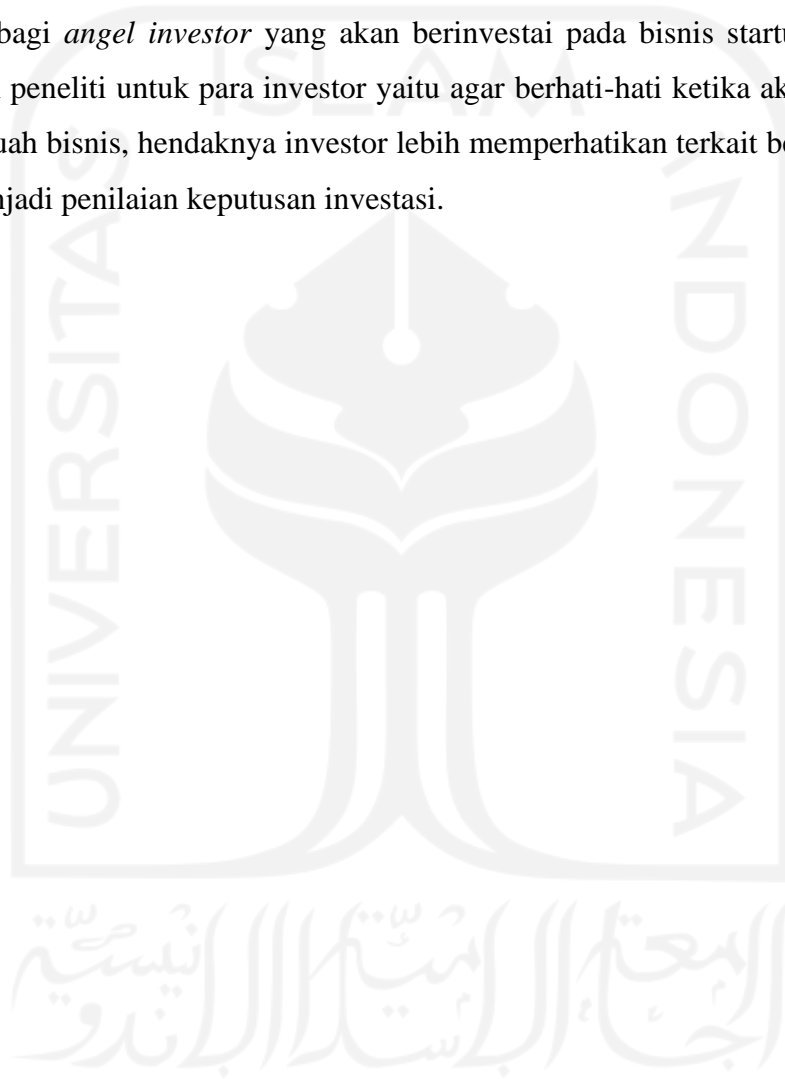 bagi angel investor yang akan berinvestai pada bisnis startu
peneliti untuk para investor yaitu agar berhati-hati ketika ak
uah bisnis, hendaknya investor lebih memperhatikan terkait be
njadi penilaian keputusan investasi.
ISLAM
UNIVERSITAS
INDONESIA